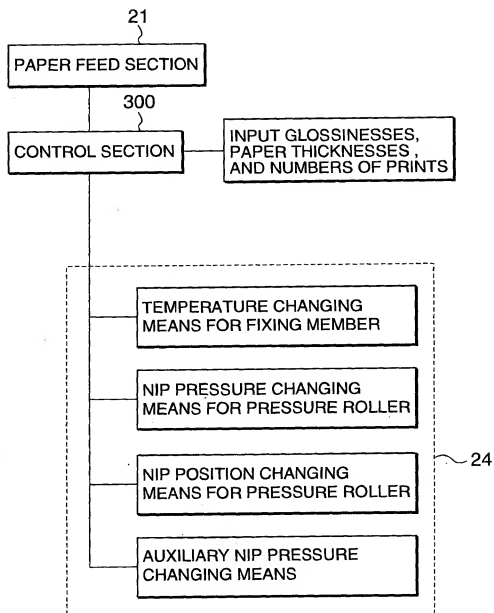 21
PAPER FEED SECTION
300
CONTROL SECTION
INPUT GLOSSINESSES,
PAPER THICKNESSES ,
AND NUMBERS OF PRINTS
TEMPERATURE CHANGING
MEANS FOR FIXING MEMBER
NIP PRESSURE CHANGING
MEANS FOR PRESSURE ROLLER
NIP POSITION CHANGING
MEANS FOR PRESSURE ROLLER
24
AUXILIARY NIP PRESSURE
CHANGING MEANS